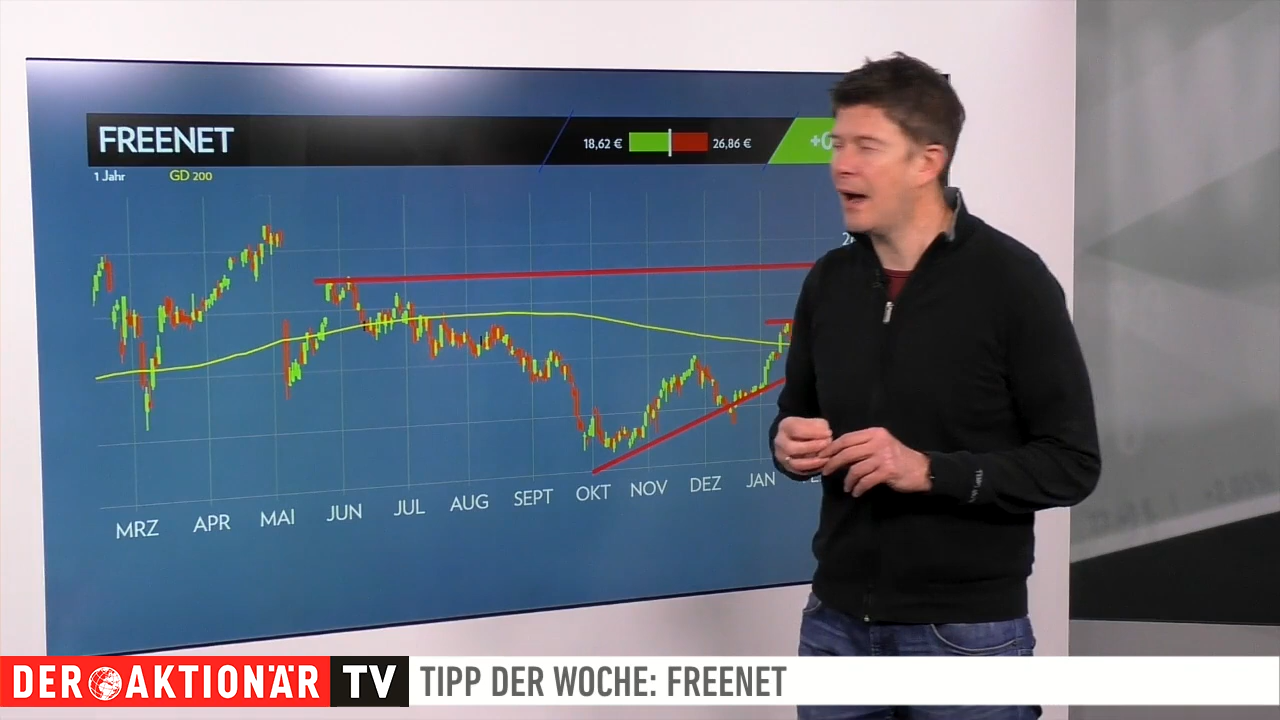 FREENET
18,62 €
26,86 €
+0
1 Jahr
GD 200
MRZ APR MAI JUN JUL AUG SEPT OKT NOV DEZ JAN
DER AKTIONÄR TV
TIPP DER WOCHE: FREENET